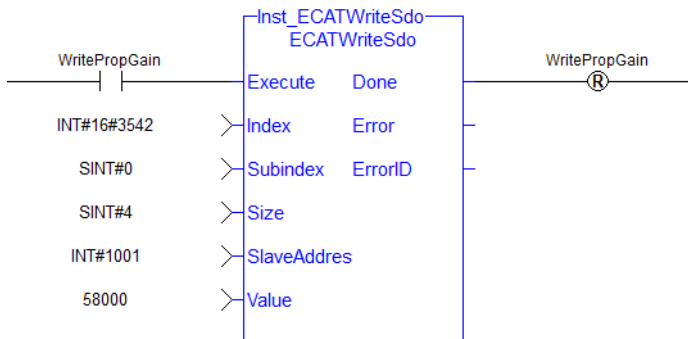 Inst_ECATWriteSdo
ECATWriteSdo
WritePropGain
WritePropGain
R
Execute Done
INT#16#3542 Index Error
SINT#0 Subindex ErrorID
SINT#4 Size
INT#1001 SlaveAddres
58000 Value